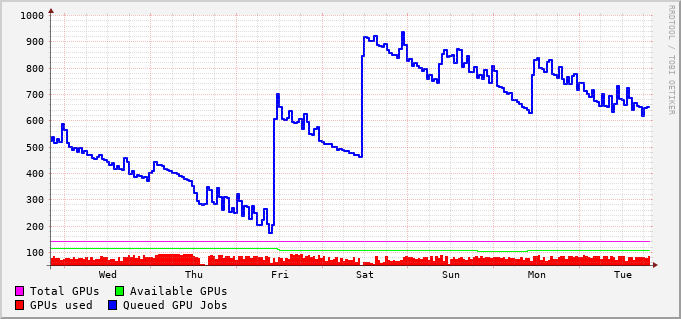 1000
900
800
700
600
500
400
300
200
100
Wed Thu Fri Sat Sun Mon Tue
Total GPUs Available GPUs
GPUs used Queued GPU Jobs
RRDTOOL / TOBI OETIKER